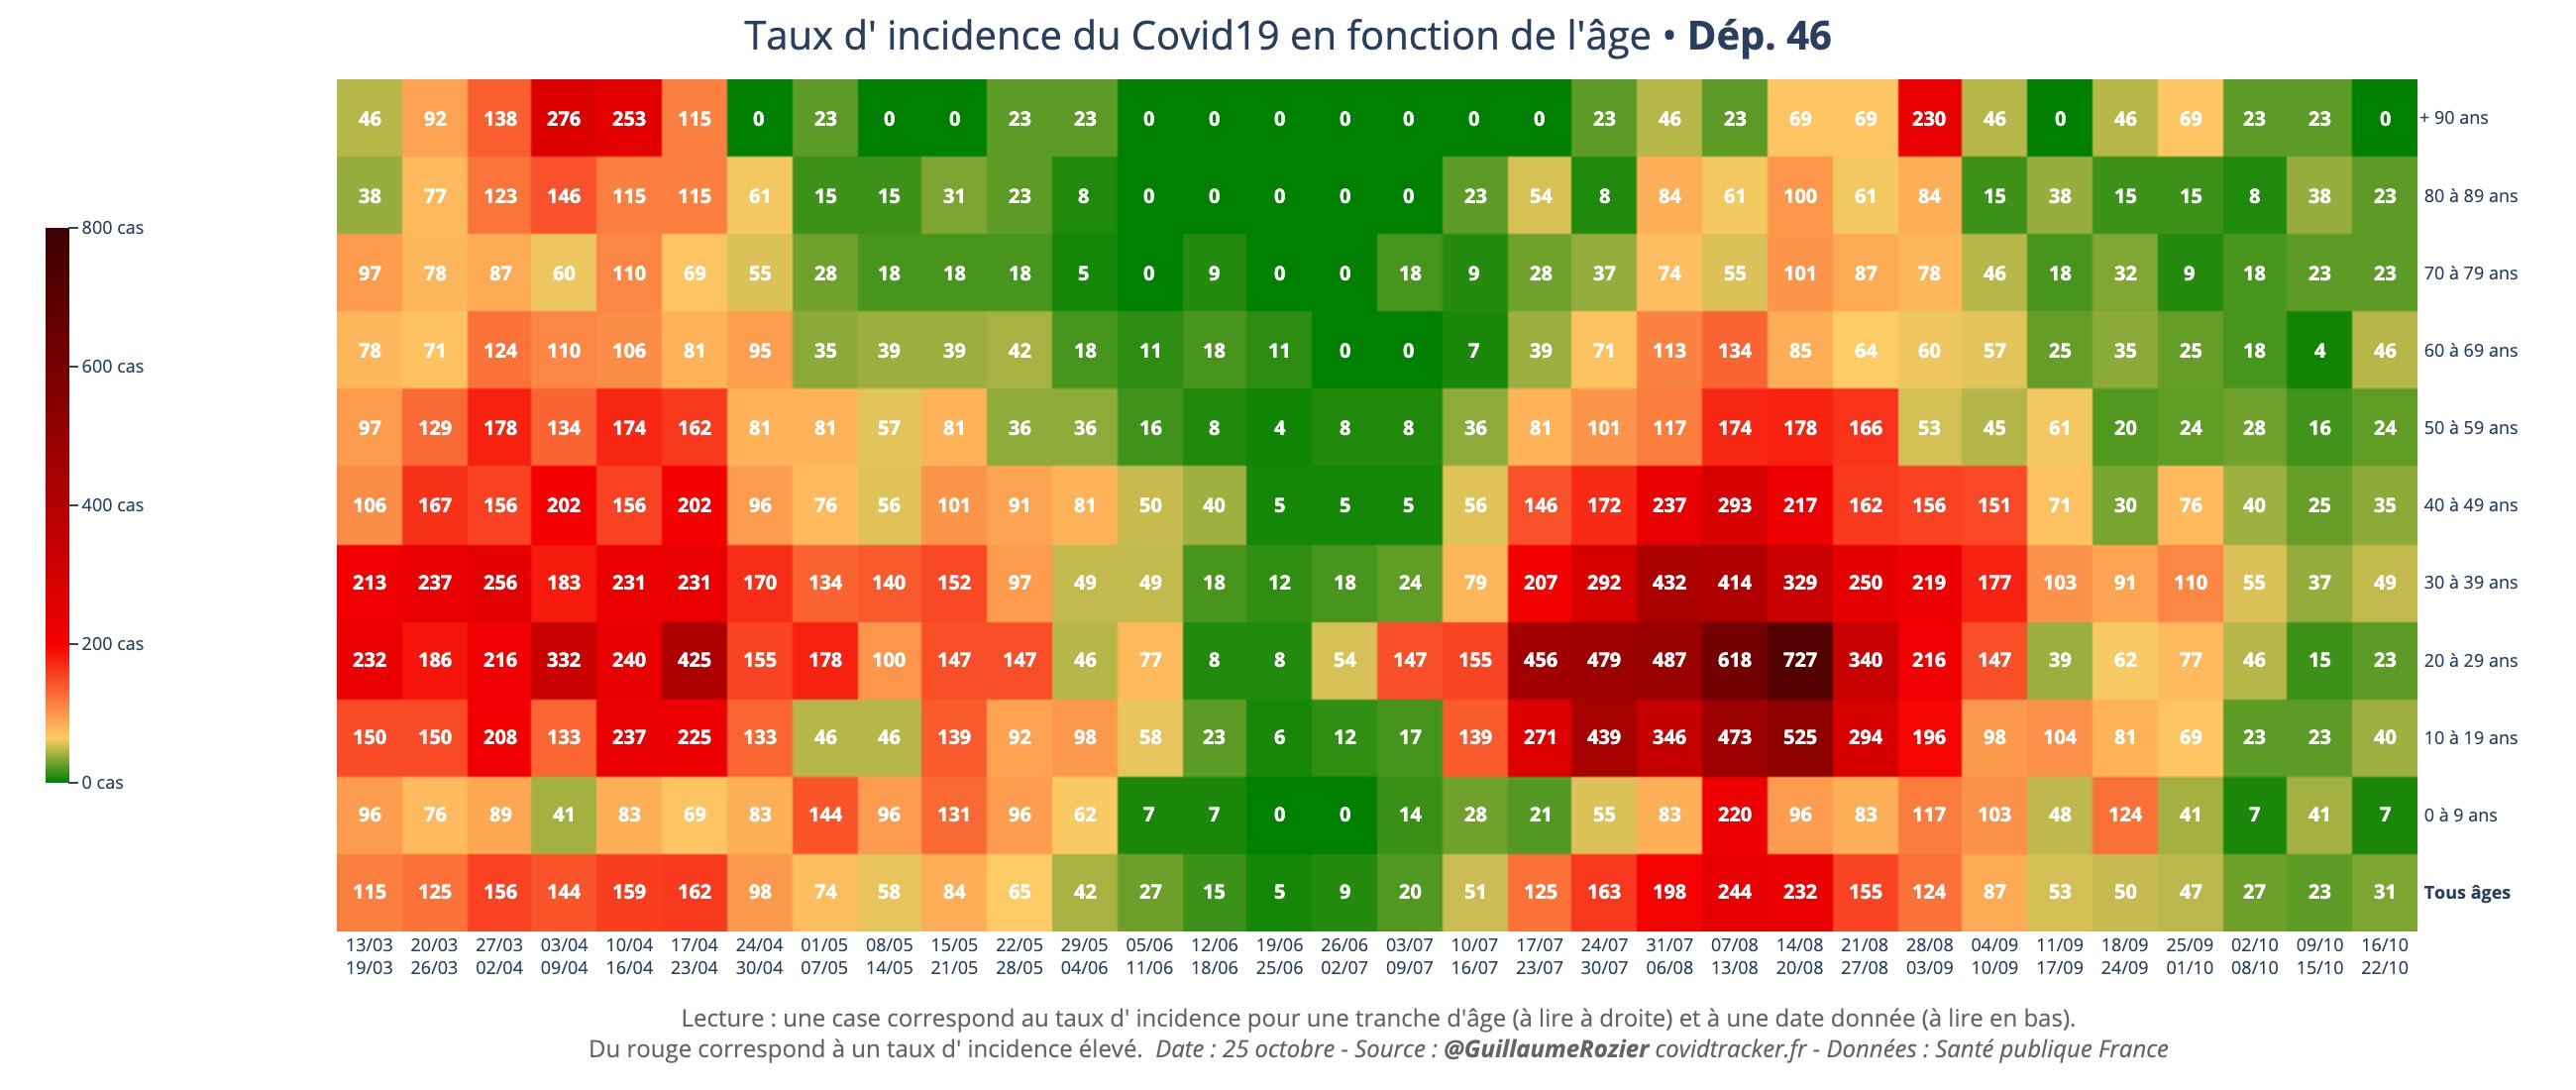 Taux d' incidence du Covid19 en fonction de l'âge • Dép. 46
800 cas
600 cas
400 cas
200 cas
0 cas
46 92 138 276 253 115 0 23 0 0 23 23 0 0 0 0 0 0 0 23 46 23 69 69 230 46 0 46 69 23 23 0 + 90 ans
38 77 123 146 115 115 61 15 15 31 23 8 0 0 0 0 0 23 54 8 84 61 100 61 84 15 38 15 15 8 38 23 80 à 89 ans
97 78 87 60 110 69 55 28 18 18 18 5 0 9 0 0 18 9 28 37 74 55 101 87 78 46 18 32 9 18 23 23 70 à 79 ans
78 71 124 110 106 81 95 35 39 39 42 18 11 18 11 0 0 7 39 71 113 134 85 64 60 57 25 35 25 18 4 46 60 à 69 ans
97 129 178 134 174 162 81 81 57 81 36 36 16 8 4 8 8 36 81 101 117 174 178 166 53 45 61 20 24 28 16 24 50 à 59 ans
106 167 156 202 156 202 96 76 56 101 91 81 50 40 5 5 5 56 146 172 237 293 217 162 156 151 71 30 76 40 25 35 40 à 49 ans
213 237 256 183 231 231 170 134 140 152 97 49 49 18 12 18 24 79 207 292 432 414 329 250 219 177 103 91 110 55 37 49 30 à 39 ans
232 186 216 332 240 425 155 178 100 147 147 46 77 8 8 54 147 155 456 479 487 618 727 340 216 147 39 62 77 46 15 23 20 à 29 ans
150 150 208 133 237 225 133 46 46 139 92 98 58 23 6 12 17 139 271 439 346 473 525 294 196 98 104 81 69 23 23 40 10 à 19 ans
96 76 89 41 83 69 83 144 96 131 96 62 7 7 0 0 14 28 21 55 83 220 96 83 117 103 48 124 41 7 41 7 0 à 9 ans
115 125 156 144 159 162 98 74 58 84 65 42 27 15 5 9 20 51 125 163 198 244 232 155 124 87 53 50 47 27 23 31 Tous âges
13/03 20/03 27/03 03/04 10/04 17/04 24/04 01/05 08/05 15/05 22/05 29/05 05/06 12/06 19/06 26/06 03/07 10/07 17/07 24/07 31/07 07/08 14/08 21/08 28/08 04/09 11/09 18/09 25/09 02/10 09/10 16/10
19/03 26/03 02/04 09/04 16/04 23/04 30/04 07/05 14/05 21/05 28/05 04/06 11/06 18/06 25/06 02/07 09/07 16/07 23/07 30/07 06/08 13/08 20/08 27/08 03/09 10/09 17/09 24/09 01/10 08/10 15/10 22/10
Lecture : une case correspond au taux d' incidence pour une tranche d'âge (à lire à droite) et à une date donnée (à lire en bas).
Du rouge correspond à un taux d' incidence élevé. Date : 25 octobre - Source : @GuillaumeRozier covidtracker.fr - Données : Santé publique France